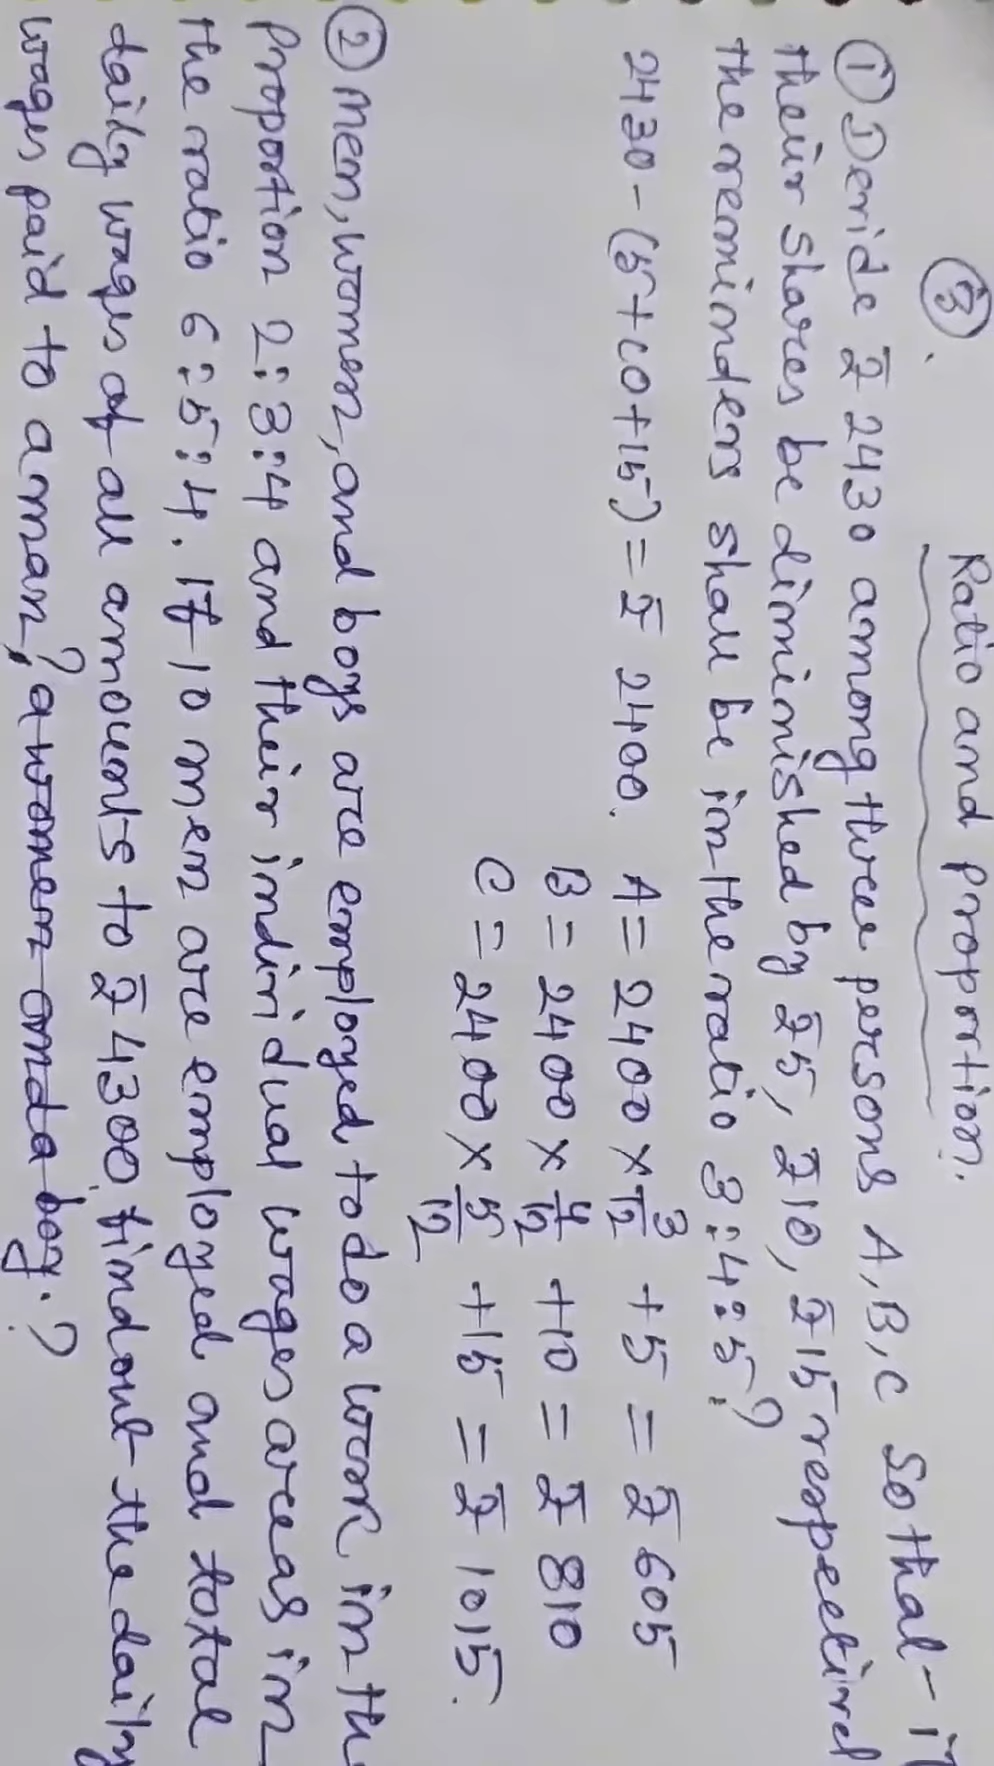 ③.
Ratio and proportion.
① Devide ₹ 2430 among three persons A, B, C so that if
their shares be diminished by ₹5, ₹10, ₹15 respectivel
the reminders shall be in the ratio 3:4:5?
2430 - (5+10+15) = ₹ 2400. A = 2400 × 3/12 + 5 = ₹ 605
B = 2400 × 4/12 + 10 = ₹ 810
C = 2400 × 5/12 + 15 = ₹ 1015.
② Men, women, and boys are employed to do a work in the
Proportion 2:3:4 and their individual wages are as in
the ratio 6:5:4. If 10 men are employed and total
daily wages of all amounts to ₹ 4300. find out the daily
wages paid to a man? a women and a boy.?